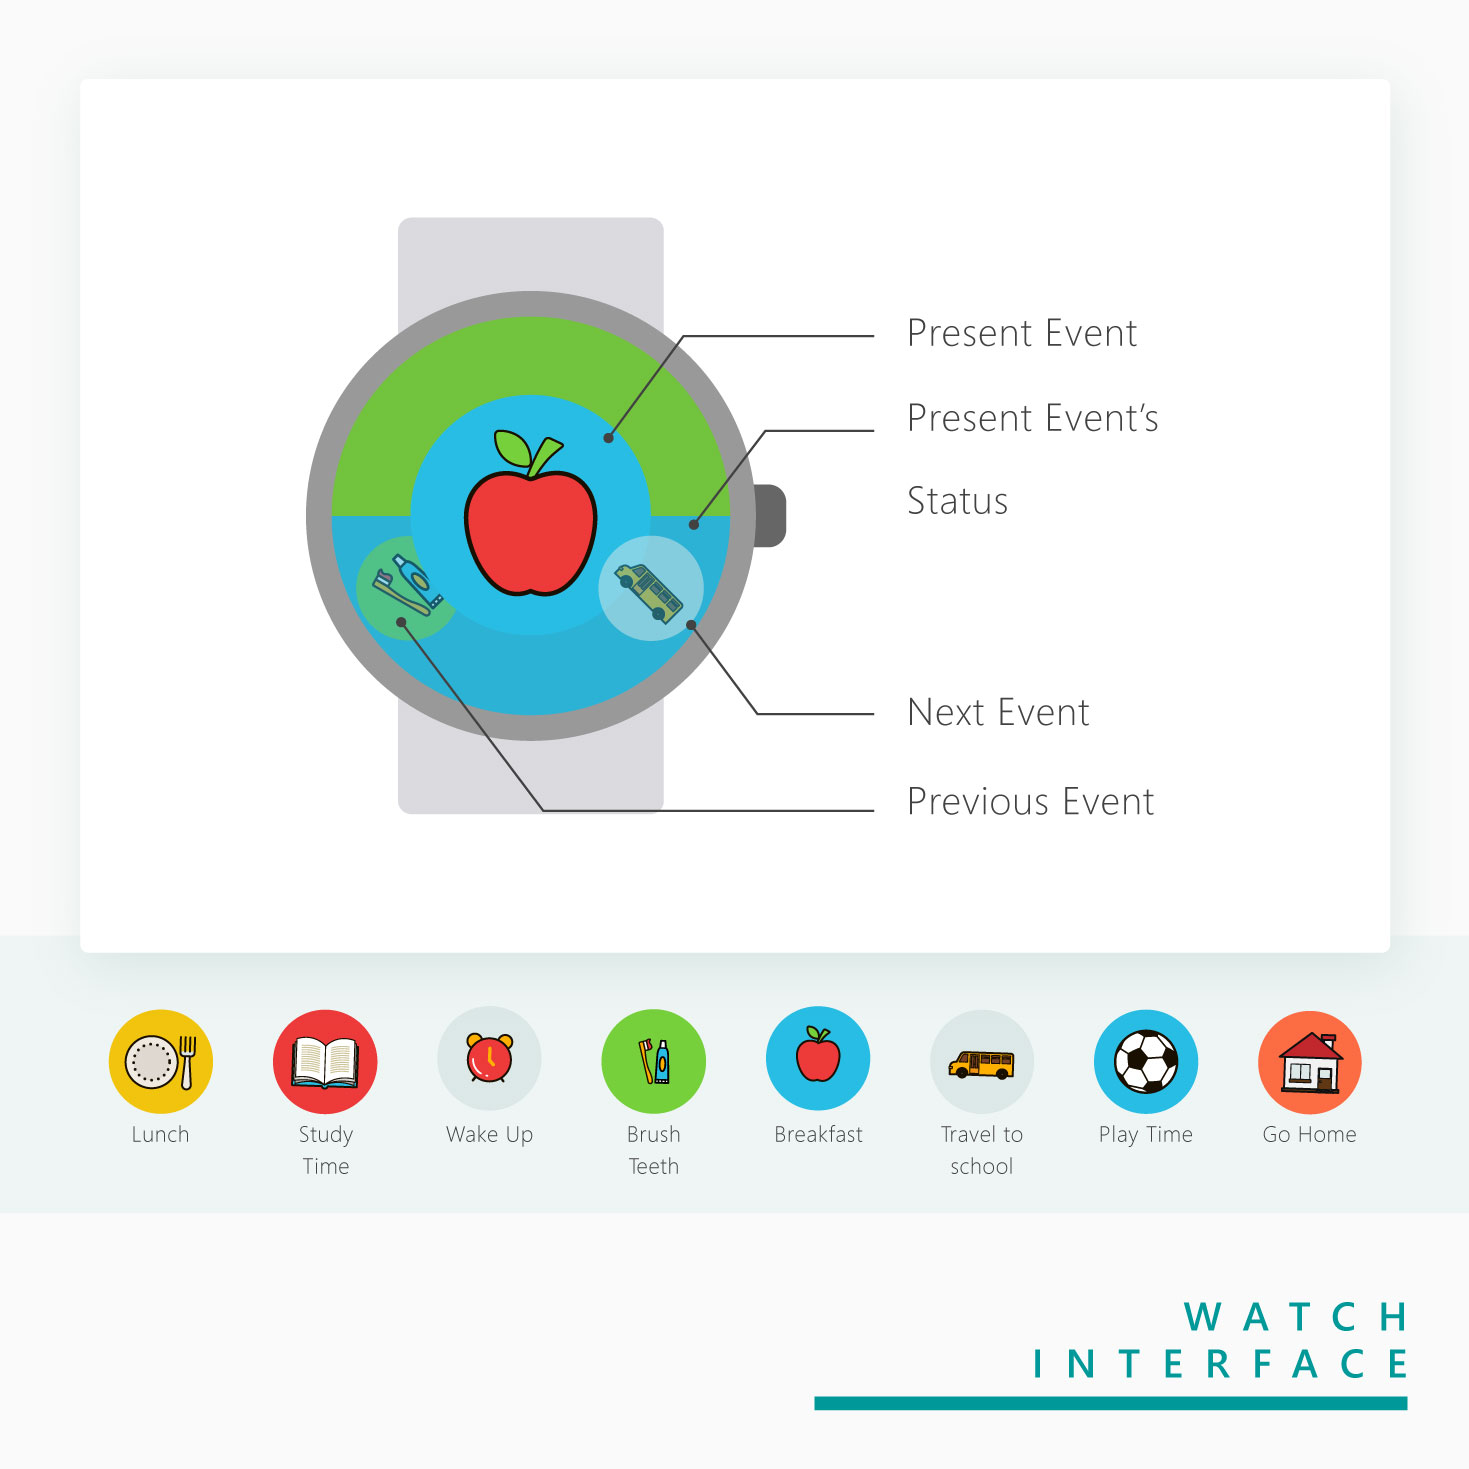 Present Event
Present Event’s
Status
Next Event
Previous Event
Lunch
Study
Time
Wake Up
Brush
Teeth
Breakfast
Travel to
school
Play Time
Go Home
WATCH
INTERFACE